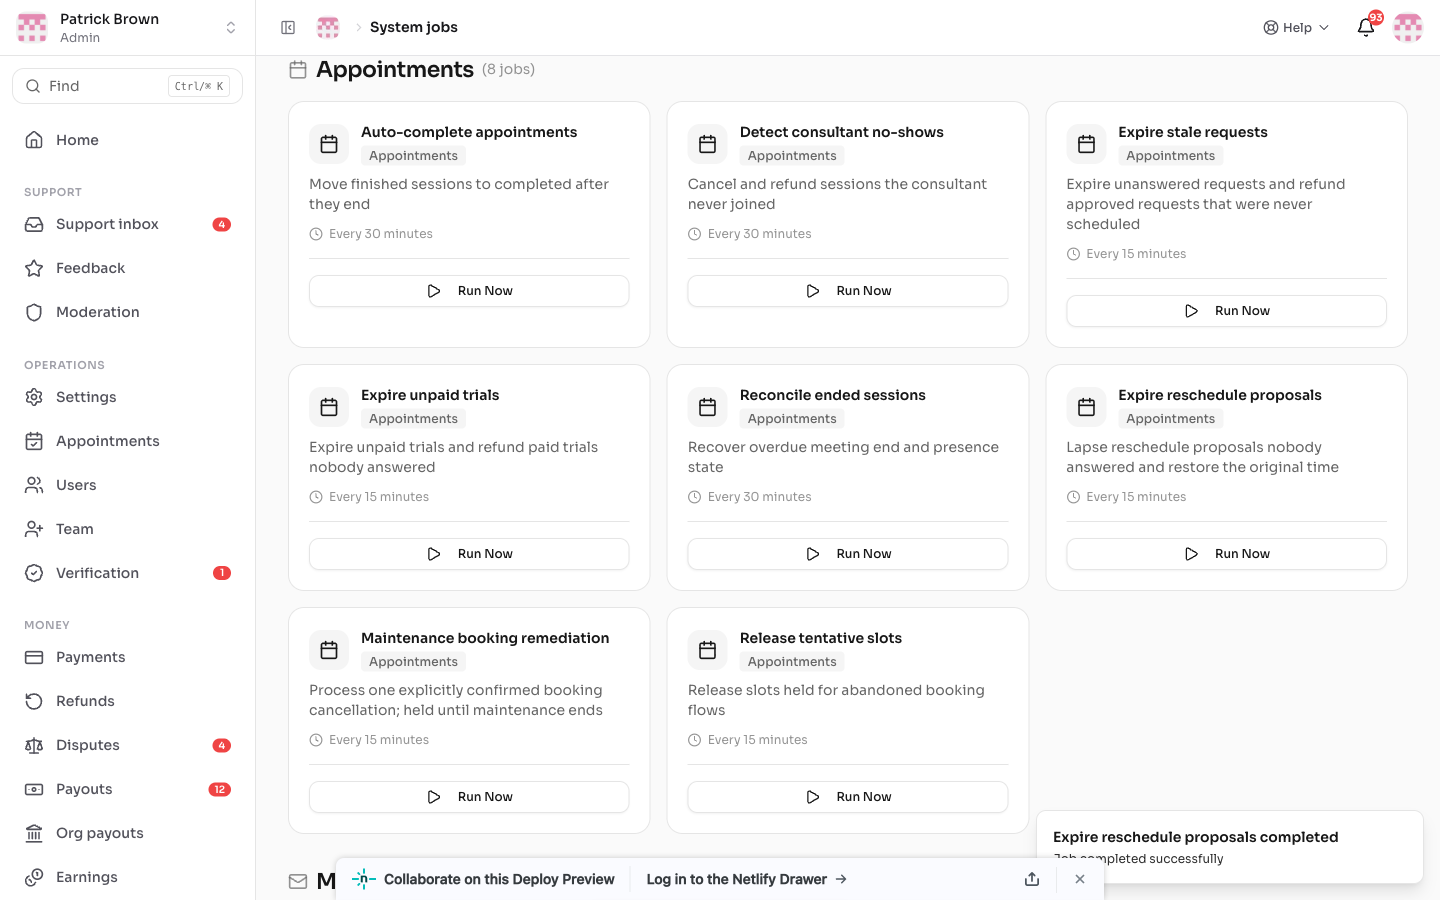 Patrick Brown
Admin
System jobs
Help
93
Find
Ctrl/⌘ K
Home
SUPPORT
Support inbox
4
Feedback
Moderation
OPERATIONS
Settings
Appointments
Users
Team
Verification
1
MONEY
Payments
Refunds
Disputes
4
Payouts
12
Org payouts
Earnings
Appointments (8 jobs)
Auto-complete appointments
Appointments
Move finished sessions to completed after
they end
Every 30 minutes
Run Now
Detect consultant no-shows
Appointments
Cancel and refund sessions the consultant
never joined
Every 30 minutes
Run Now
Expire stale requests
Appointments
Expire unanswered requests and refund
approved requests that were never
scheduled
Every 15 minutes
Run Now
Expire unpaid trials
Appointments
Expire unpaid trials and refund paid trials
nobody answered
Every 15 minutes
Run Now
Reconcile ended sessions
Appointments
Recover overdue meeting end and presence
state
Every 30 minutes
Run Now
Expire reschedule proposals
Appointments
Lapse reschedule proposals nobody
answered and restore the original time
Every 15 minutes
Run Now
Maintenance booking remediation
Appointments
Process one explicitly confirmed booking
cancellation; held until maintenance ends
Every 15 minutes
Run Now
Release tentative slots
Appointments
Release slots held for abandoned booking
flows
Every 15 minutes
Run Now
Expire reschedule proposals completed
Job completed successfully
M
Collaborate on this Deploy Preview
Log in to the Netlify Drawer →